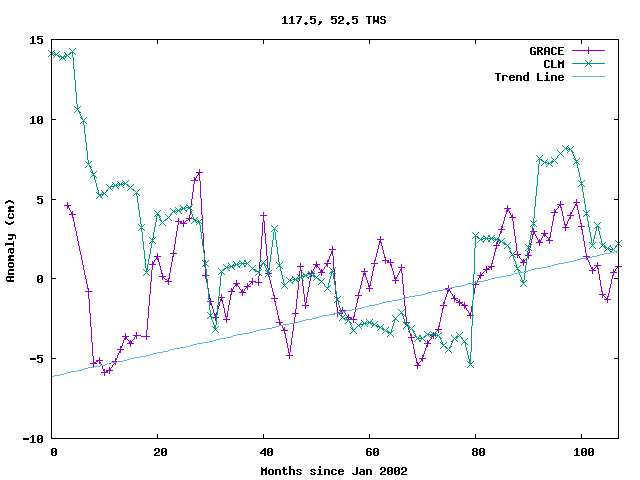 117.5, 52.5 TWS
GRACE
CLM
Trend Line
15
10
5
0
-5
-10
Anomaly (cm)
0 20 40 60 80 100
Months since Jan 2002